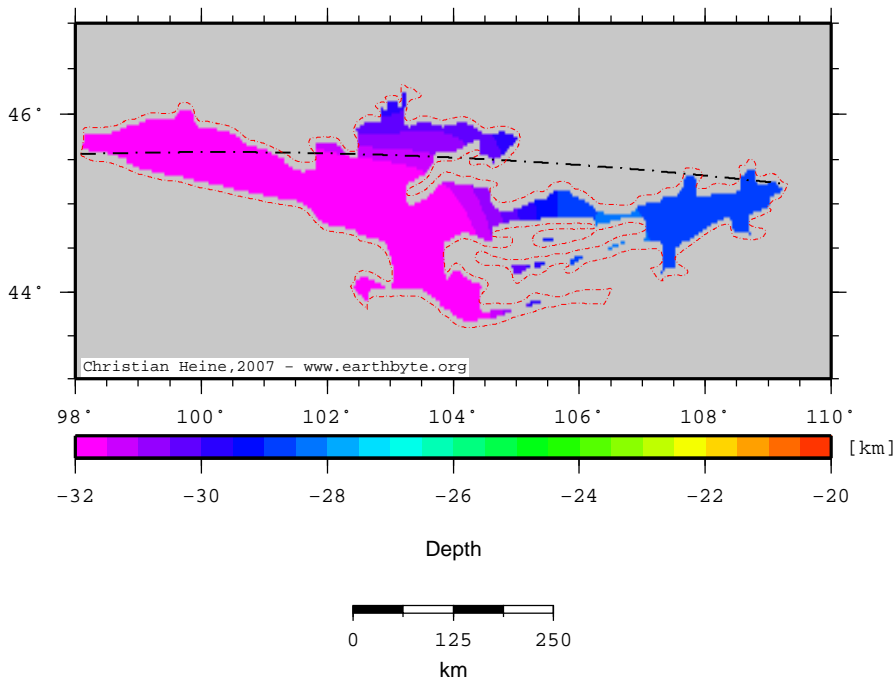 46°
44°
Christian Heine,2007 - www.earthbyte.org
98° 100° 102° 104° 106° 108° 110°
[km]
−32 −30 −28 −26 −24 −22 −20
Depth
0 125 250
km